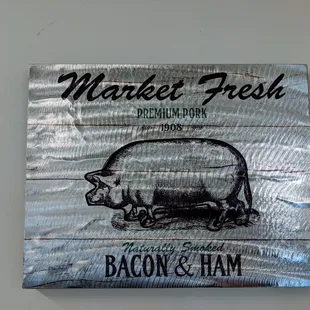 Market Fresh
PREMIUM PORK
1908
Naturally Smoked
BACON & HAM